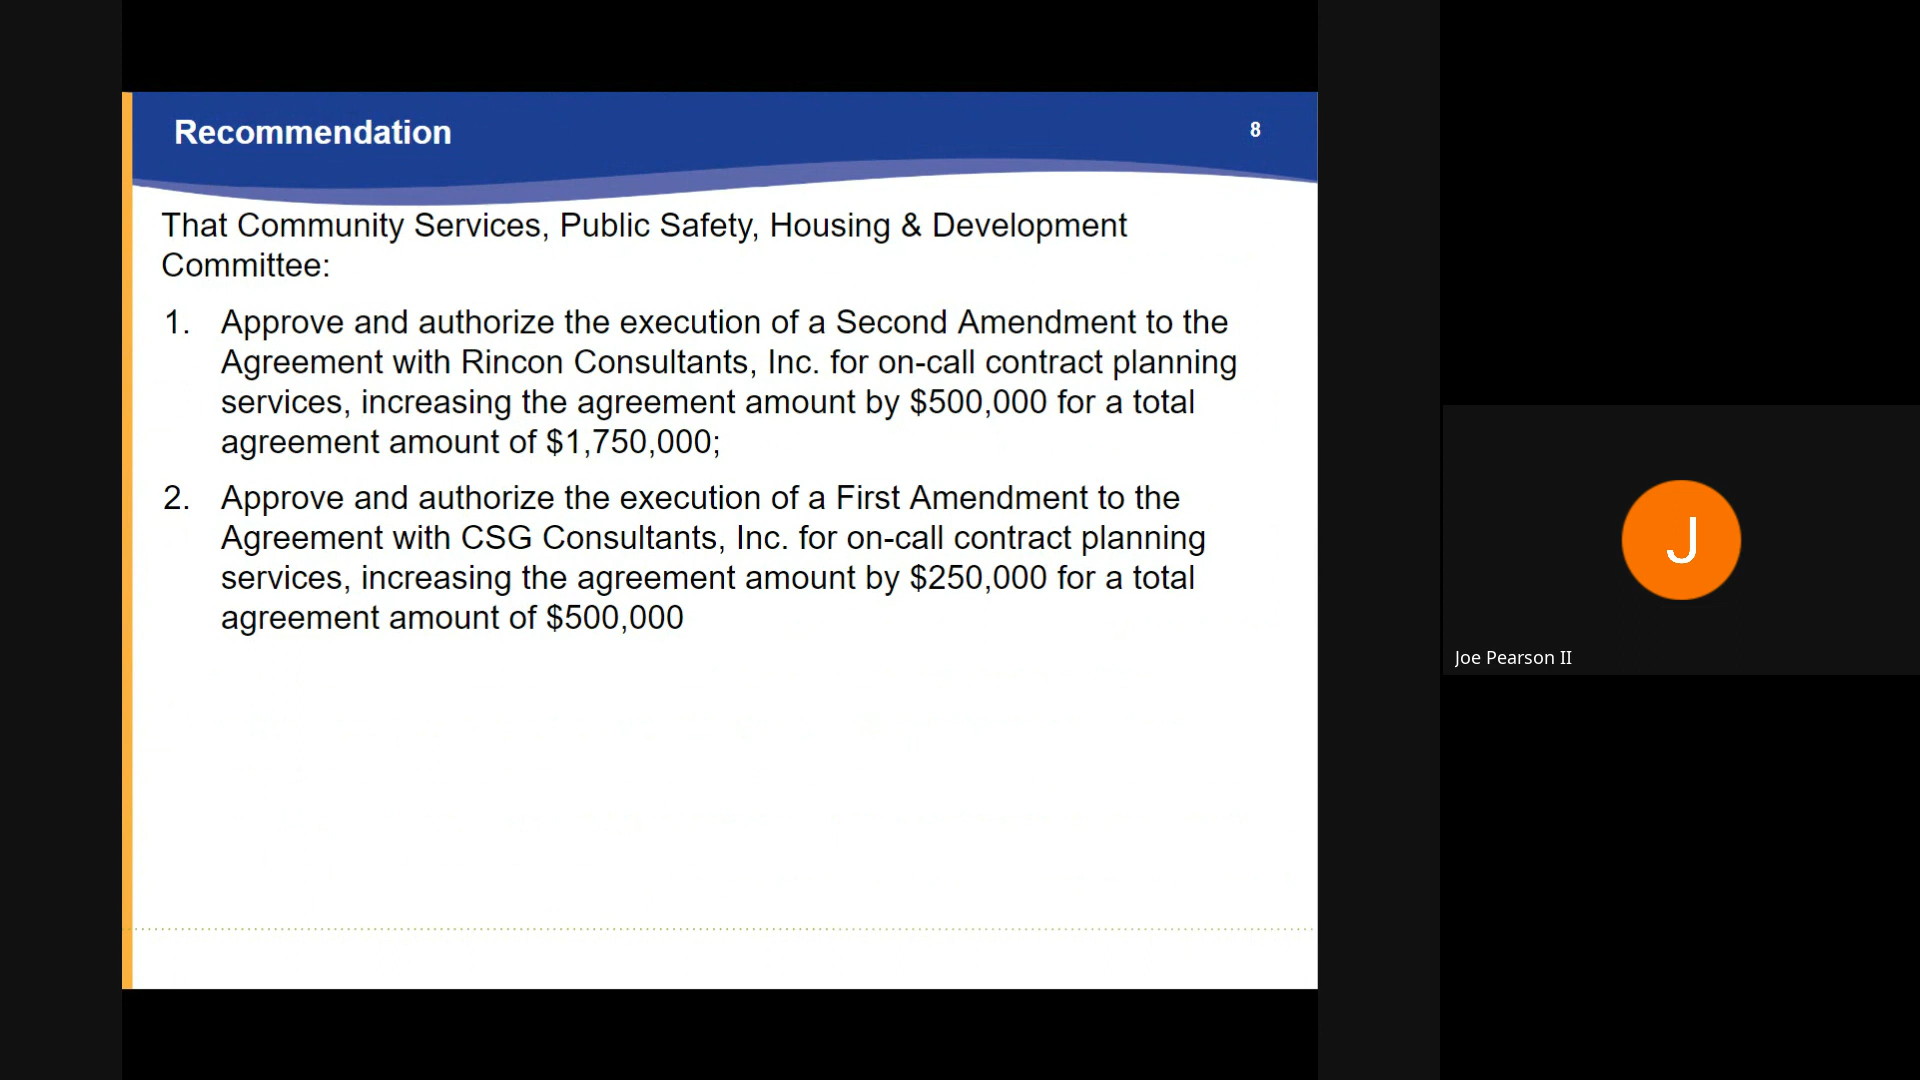 Recommendation
8
That Community Services, Public Safety, Housing & Development
Committee:
1. Approve and authorize the execution of a Second Amendment to the
Agreement with Rincon Consultants, Inc. for on-call contract planning
services, increasing the agreement amount by $500,000 for a total
agreement amount of $1,750,000;
2. Approve and authorize the execution of a First Amendment to the
Agreement with CSG Consultants, Inc. for on-call contract planning
services, increasing the agreement amount by $250,000 for a total
agreement amount of $500,000
J
Joe Pearson II